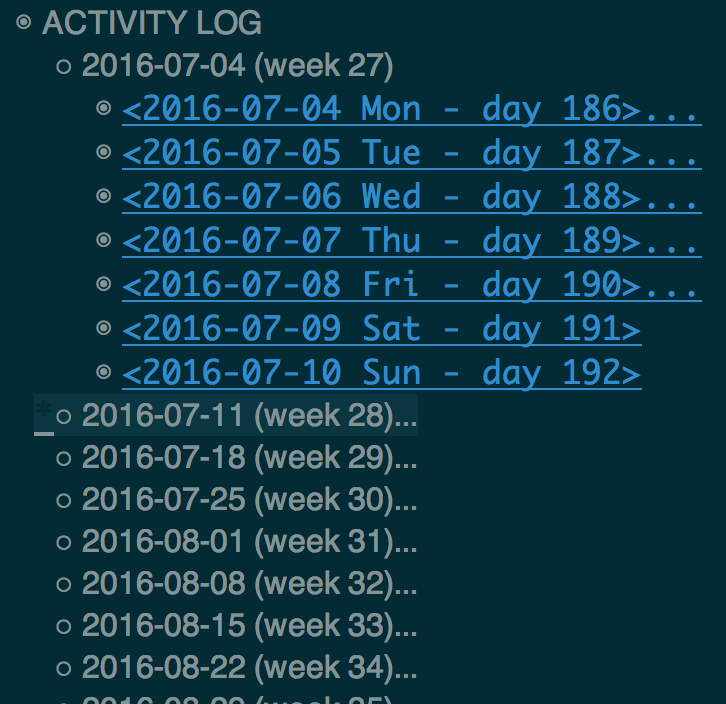 ACTIVITY LOG
2016-07-04 (week 27)
<2016-07-04 Mon - day 186>...
<2016-07-05 Tue - day 187>...
<2016-07-06 Wed - day 188>...
<2016-07-07 Thu - day 189>...
<2016-07-08 Fri - day 190>...
<2016-07-09 Sat - day 191>
<2016-07-10 Sun - day 192>
* 2016-07-11 (week 28)...
2016-07-18 (week 29)...
2016-07-25 (week 30)...
2016-08-01 (week 31)...
2016-08-08 (week 32)...
2016-08-15 (week 33)...
2016-08-22 (week 34)...